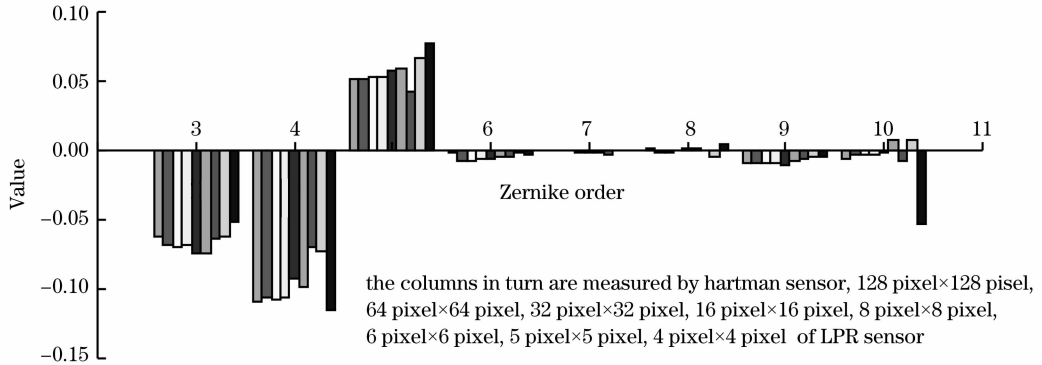 0.10
0.05
0.00
−0.05
−0.10
−0.15
Value
3 4 6 7 8 9 10 11
Zernike order
the columns in turn are measured by hartman sensor, 128 pixel×128 pisel,
64 pixel×64 pixel, 32 pixel×32 pixel, 16 pixel×16 pixel, 8 pixel×8 pixel,
6 pixel×6 pixel, 5 pixel×5 pixel, 4 pixel×4 pixel of LPR sensor